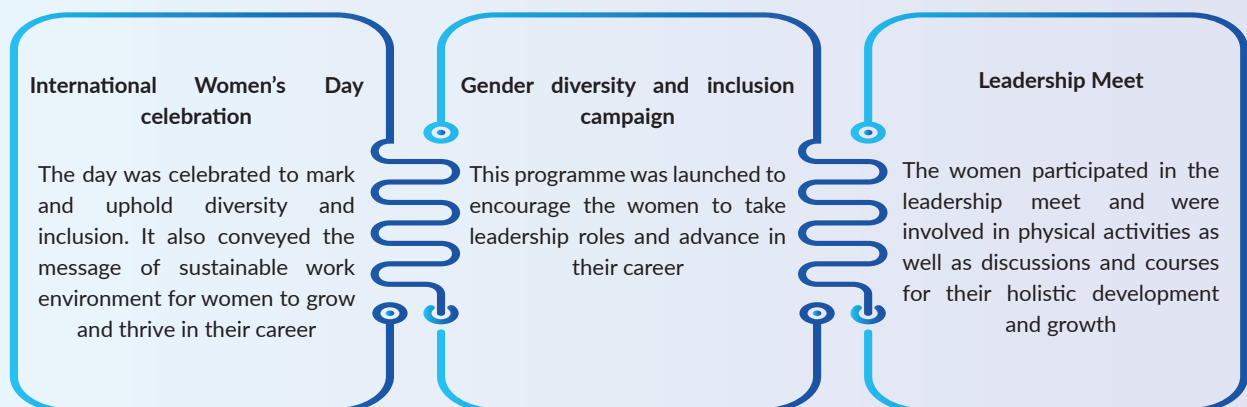 International Women's Day
celebration
The day was celebrated to mark
and uphold diversity and
inclusion. It also conveyed the
message of sustainable work
environment for women to grow
and thrive in their career
Gender diversity and inclusion
campaign
This programme was launched to
encourage the women to take
leadership roles and advance in
their career
Leadership Meet
The women participated in the
leadership meet and were
involved in physical activities as
well as discussions and courses
for their holistic development
and growth